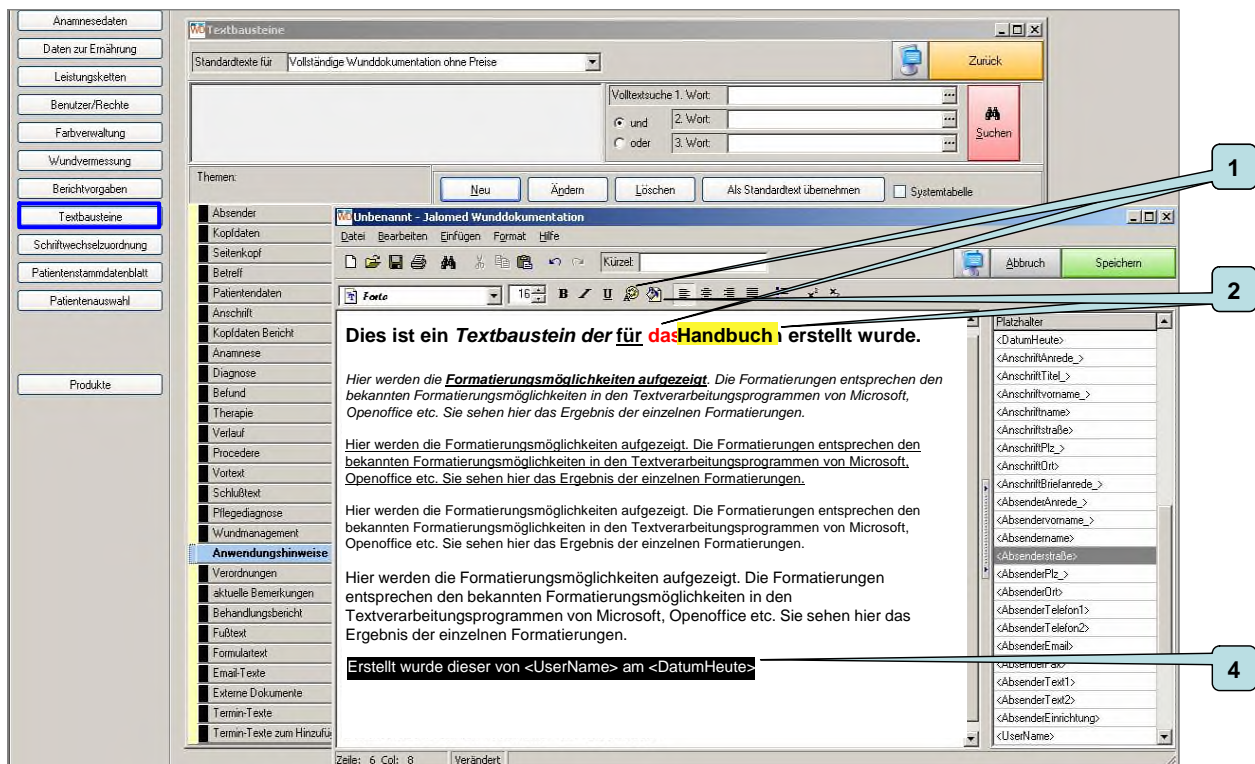 Anamnesedaten
Daten zur Ernährung
Leistungsketten
Benutzer/Rechte
Farbverwaltung
Wundvermessung
Berichtvorgaben
Textbausteine
Schriftwechselzuordnung
Patientenstammdatenblatt
Patientenauswahl
Produkte
Textbausteine
Standardtexte für Vollständige Wunddokumentation ohne Preise
Zurück
Volltextsuche 1. Wort:
und 2. Wort:
oder 3. Wort:
Suchen
Themen:
Neu Ändern Löschen Als Standardtext übernehmen Systemtabelle
Absender
Kopfdaten
Seitenkopf
Betreff
Patientendaten
Anschrift
Kopfdaten Bericht
Anamnese
Diagnose
Befund
Therapie
Verlauf
Procedere
Vortext
Schlußtext
Pflegediagnose
Wundmanagement
Anwendungshinweise
Verordnungen
aktuelle Bemerkungen
Behandlungsbericht
Fußtext
Formulartext
Email-Texte
Externe Dokumente
Termin-Texte
Termin-Texte zum Hinzufü
Unbenannt - Jalomed Wunddokumentation
Datei Bearbeiten Einfügen Format Hilfe
Kürzel:
Abbruch Speichern
Forte 16 B I U
Dies ist ein Textbaustein der für das Handbuch erstellt wurde.
Hier werden die Formatierungsmöglichkeiten aufgezeigt. Die Formatierungen entsprechen den
bekannten Formatierungsmöglichkeiten in den Textverarbeitungsprogrammen von Microsoft,
Openoffice etc. Sie sehen hier das Ergebnis der einzelnen Formatierungen.
Hier werden die Formatierungsmöglichkeiten aufgezeigt. Die Formatierungen entsprechen den
bekannten Formatierungsmöglichkeiten in den Textverarbeitungsprogrammen von Microsoft,
Openoffice etc. Sie sehen hier das Ergebnis der einzelnen Formatierungen.
Hier werden die Formatierungsmöglichkeiten aufgezeigt. Die Formatierungen entsprechen den
bekannten Formatierungsmöglichkeiten in den Textverarbeitungsprogrammen von Microsoft,
Openoffice etc. Sie sehen hier das Ergebnis der einzelnen Formatierungen.
Hier werden die Formatierungsmöglichkeiten aufgezeigt. Die Formatierungen
entsprechen den bekannten Formatierungsmöglichkeiten in den
Textverarbeitungsprogrammen von Microsoft, Openoffice etc. Sie sehen hier das
Ergebnis der einzelnen Formatierungen.
Erstellt wurde dieser von <UserName> am <DatumHeute>
Platzhalter
<DatumHeute>
<AnschriftAnrede_>
<AnschriftTitel_>
<Anschriftvorname_>
<Anschriftname>
<Anschriftstraße>
<AnschriftPlz_>
<AnschriftOrt>
<AnschriftBriefanrede_>
<AbsenderAnrede_>
<Absendervorname_>
<Absendername>
<Absenderstraße>
<AbsenderPlz_>
<AbsenderOrt>
<AbsenderTelefon1>
<AbsenderTelefon2>
<AbsenderEmail>
<AbsenderFax>
<AbsenderText1>
<AbsenderText2>
<AbsenderEinrichtung>
<UserName>
Zeile: 6 Col: 8 Verändert
1
2
4